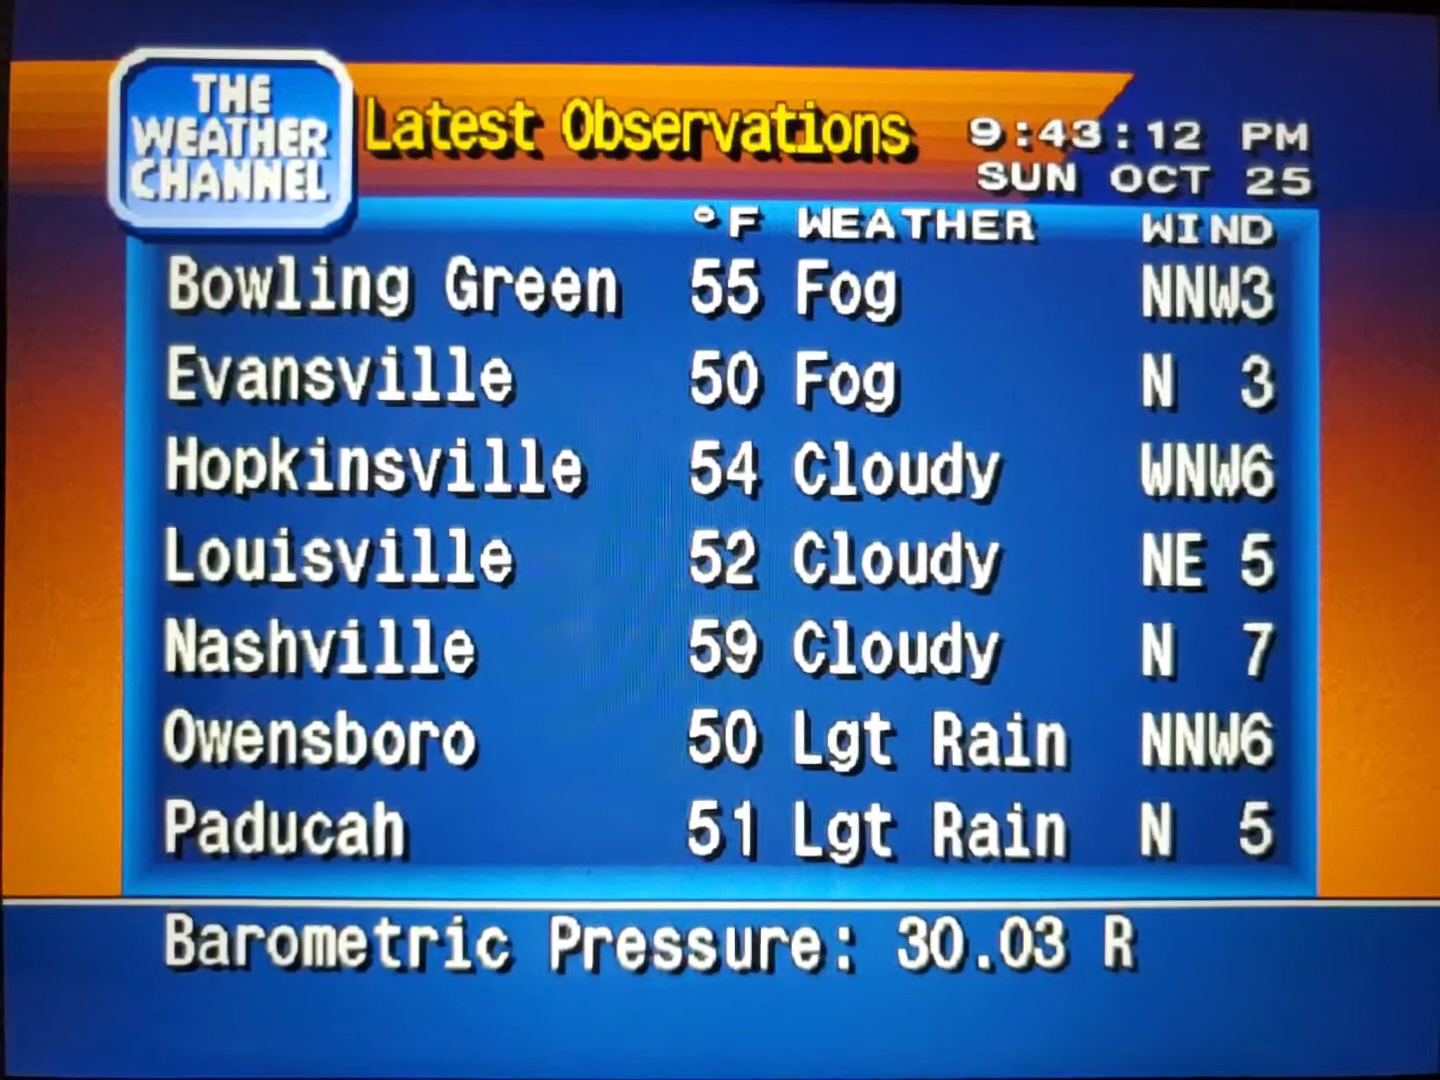 THE
WEATHER
CHANNEL
Latest Observations
9:43:12 PM
SUN OCT 25
°F WEATHER WIND
Bowling Green 55 Fog NNW3
Evansville 50 Fog N 3
Hopkinsville 54 Cloudy WNW6
Louisville 52 Cloudy NE 5
Nashville 59 Cloudy N 7
Owensboro 50 Lgt Rain NNW6
Paducah 51 Lgt Rain N 5
Barometric Pressure: 30.03 R